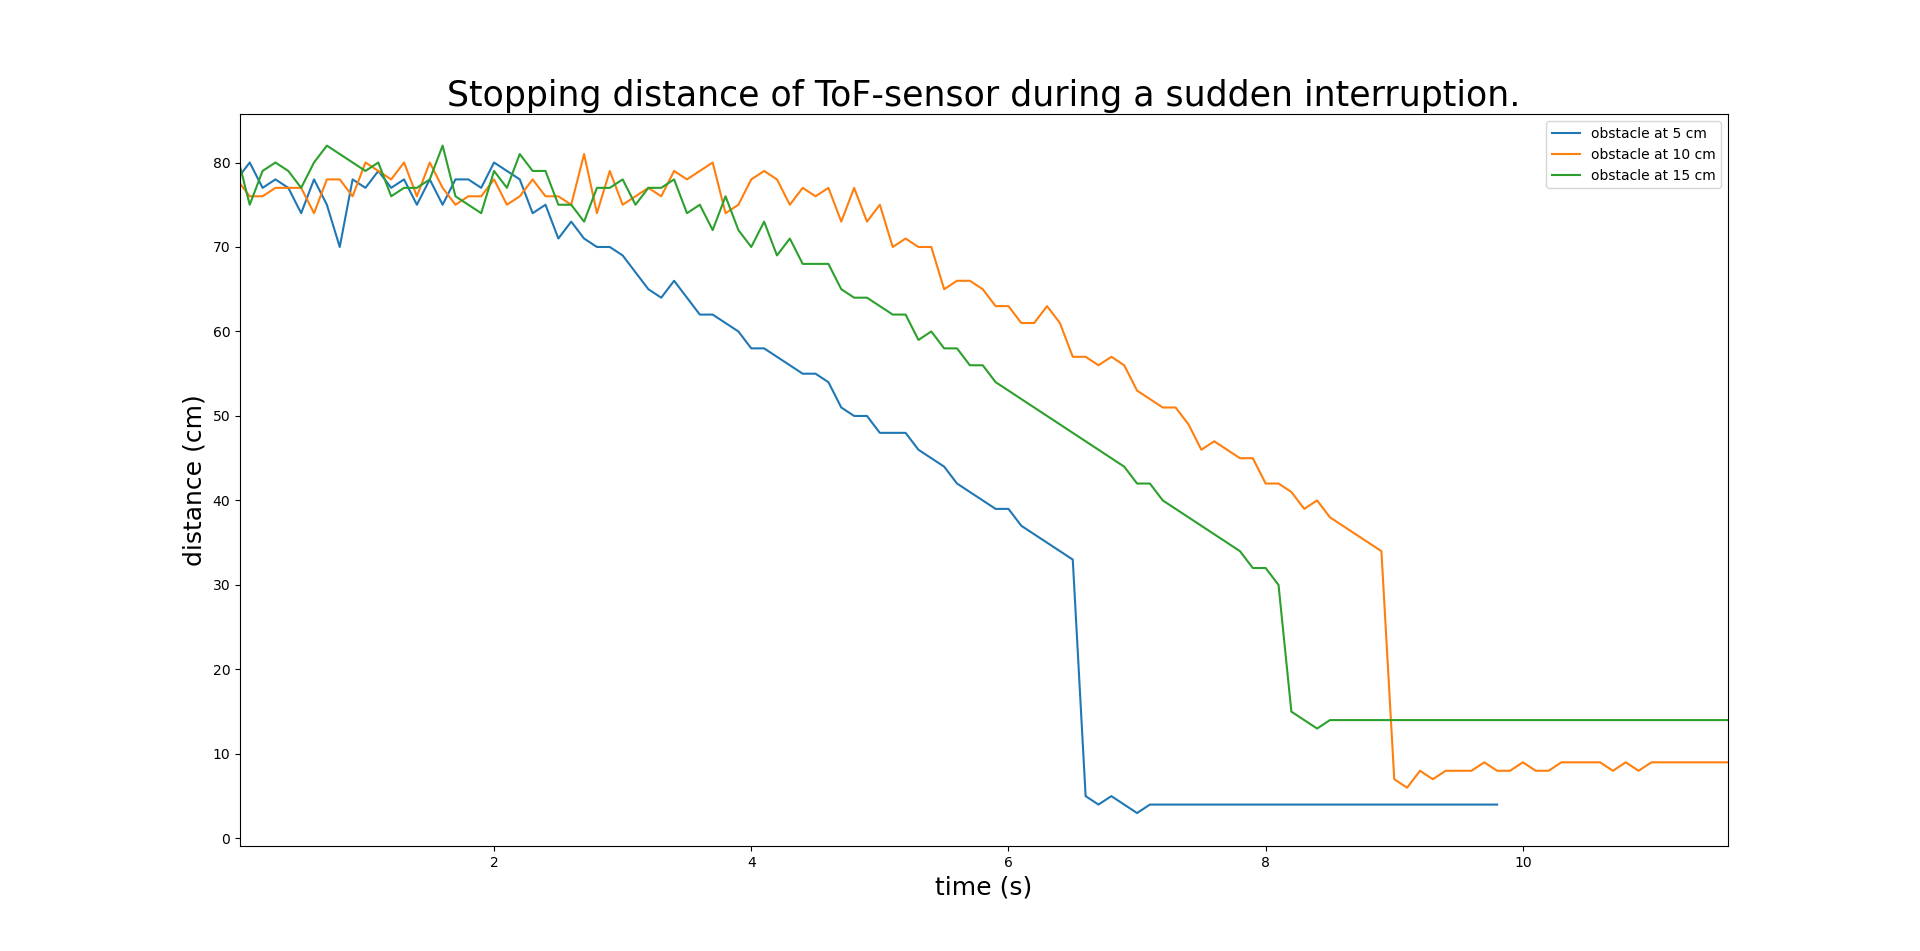 Stopping distance of ToF-sensor during a sudden interruption.
obstacle at 5 cm
obstacle at 10 cm
obstacle at 15 cm
80
70
60
50
40
30
20
10
0
distance (cm)
2 4 6 8 10
time (s)